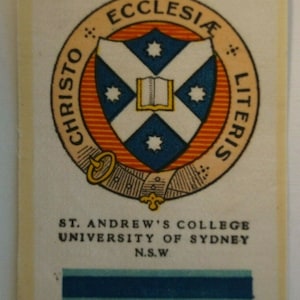 CHRISTO ✢ ECCLESIÆ ✢ LITERIS
ST. ANDREW'S COLLEGE
UNIVERSITY OF SYDNEY
N.S.W